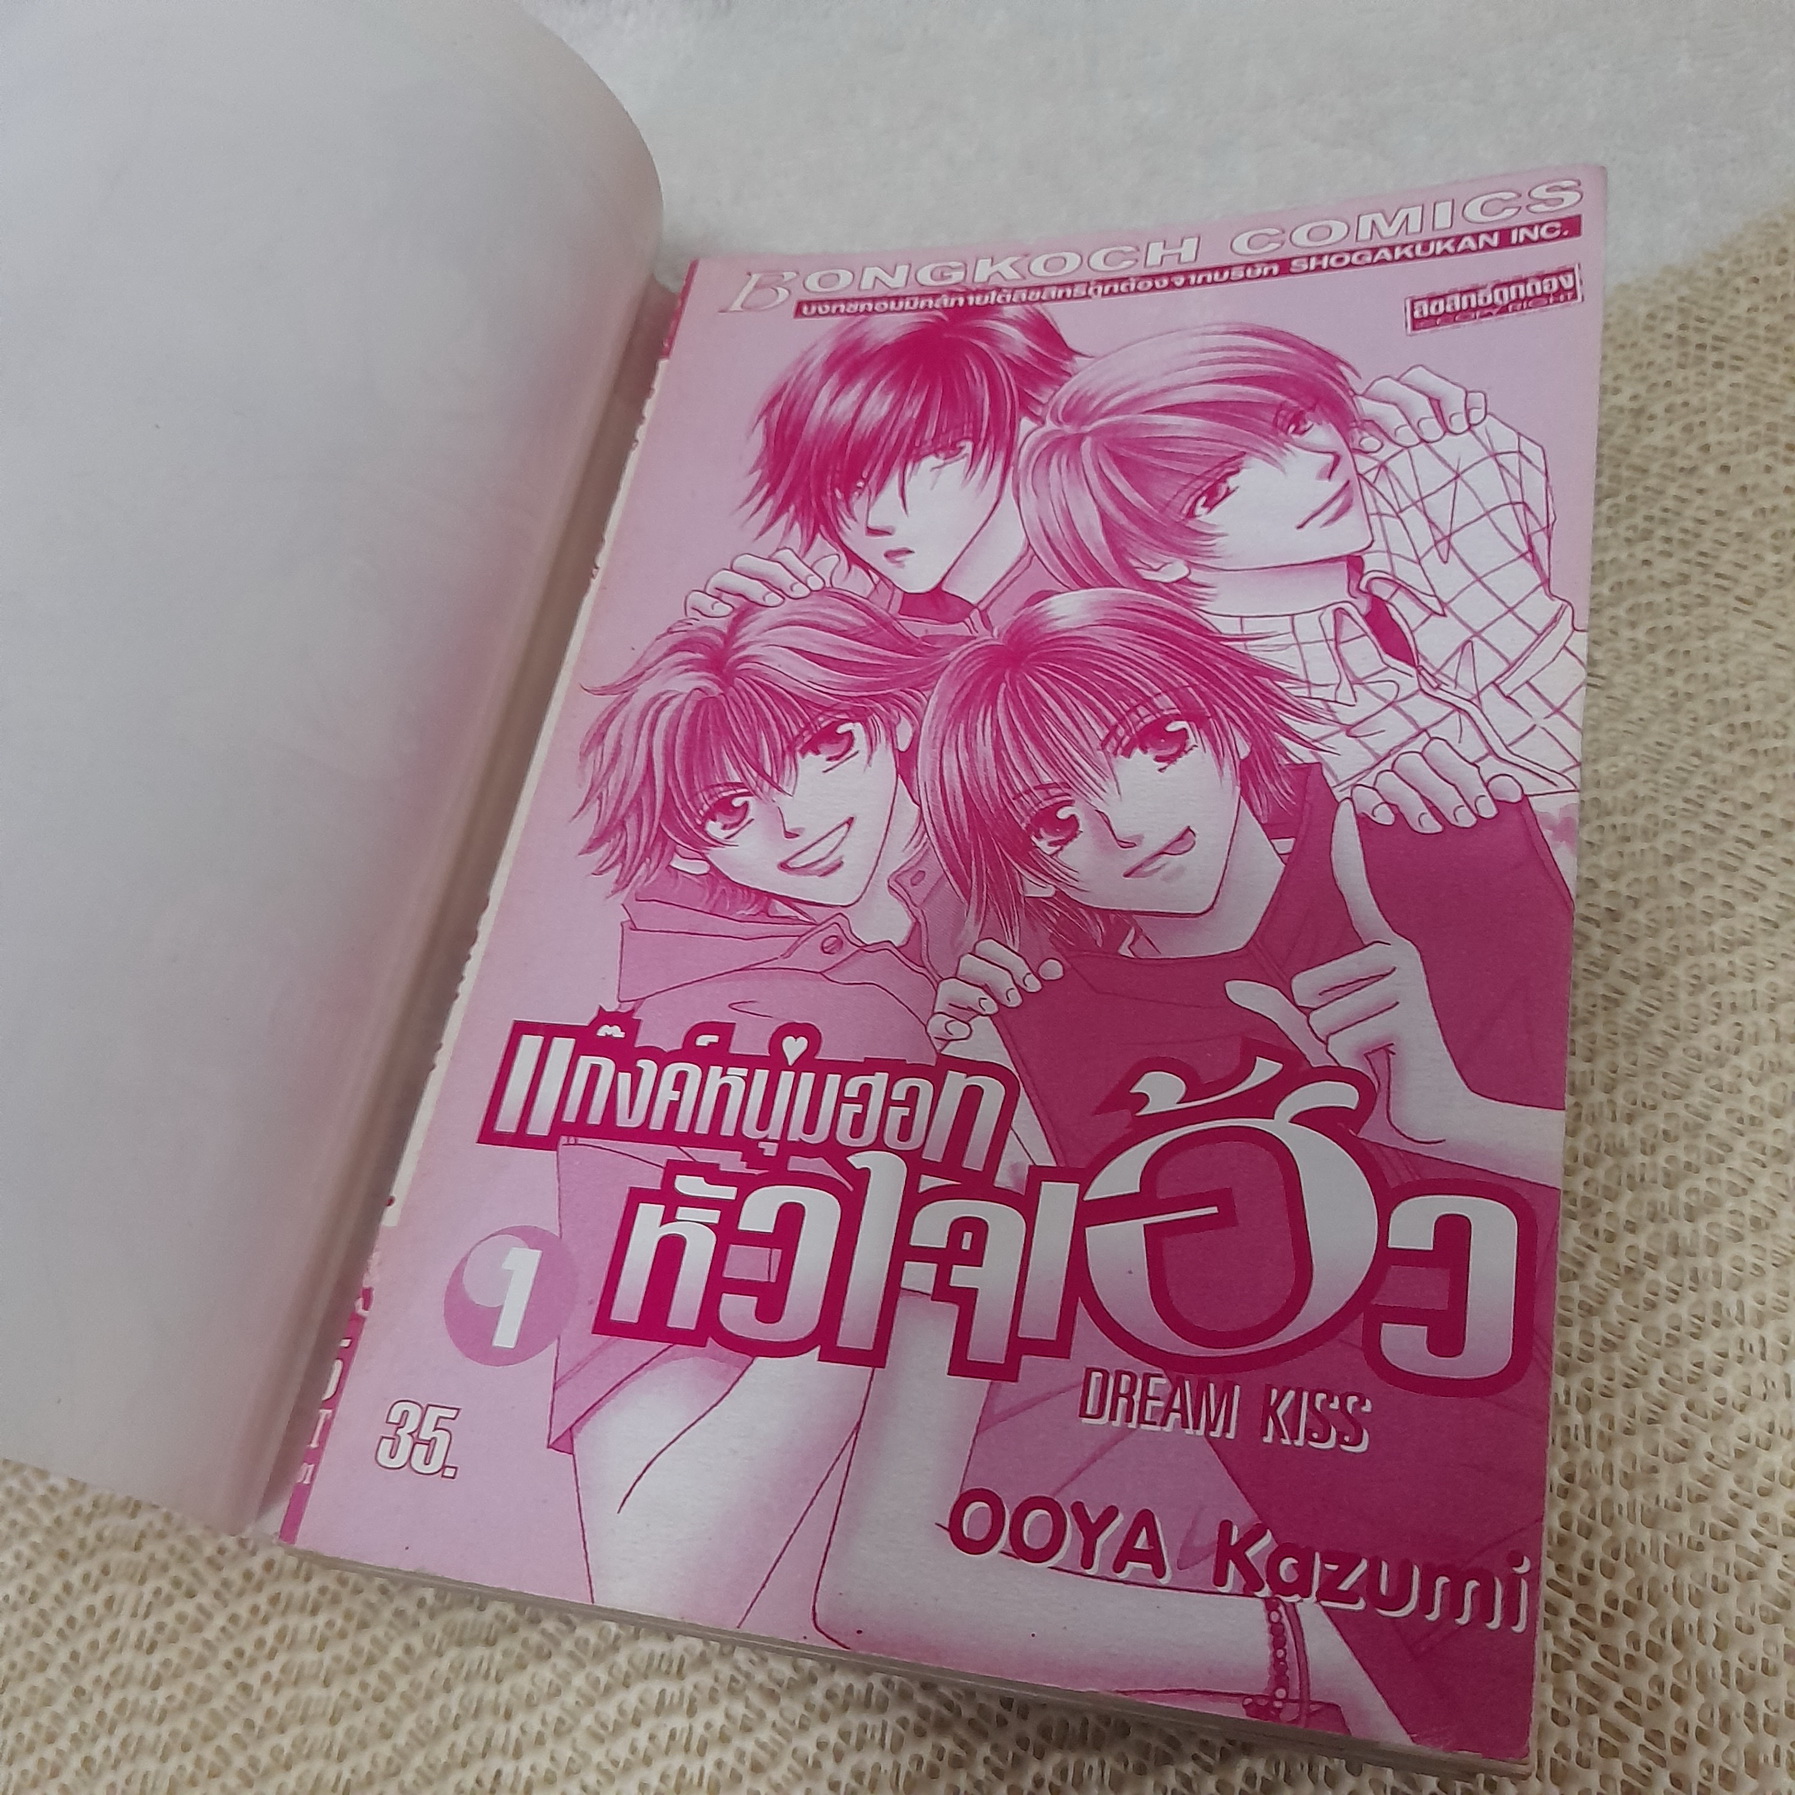 BONGKOCH COMICS
บงกชคอมมิคส์ภายใต้ลิขสิทธิ์ถูกต้องจากบริษัท SHOGAKUKAN INC.
ลิขสิทธิ์ถูกต้อง
COPYRIGHT
แก๊งค์หนุ่มฮอท
หัวใจเฮ้ว
1
DREAM KISS
35.
OOYA Kazumi